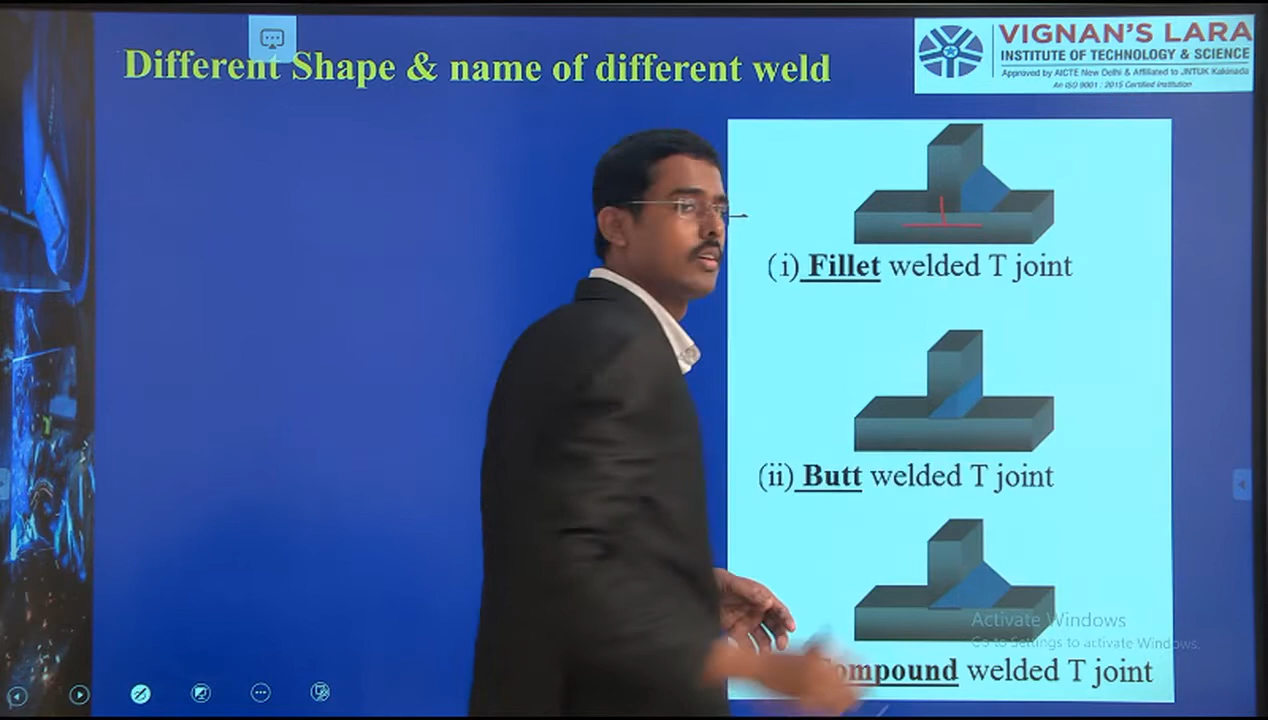 Different Shape & name of different weld
VIGNAN'S LARA
INSTITUTE OF TECHNOLOGY & SCIENCE
Approved by AICTE New Delhi & Affiliated to JNTUK Kakinada
An ISO 9001 : 2015 Certified Institution
(i) Fillet welded T joint
(ii) Butt welded T joint
Activate Windows
Go to Settings to activate Windows.
welded T joint